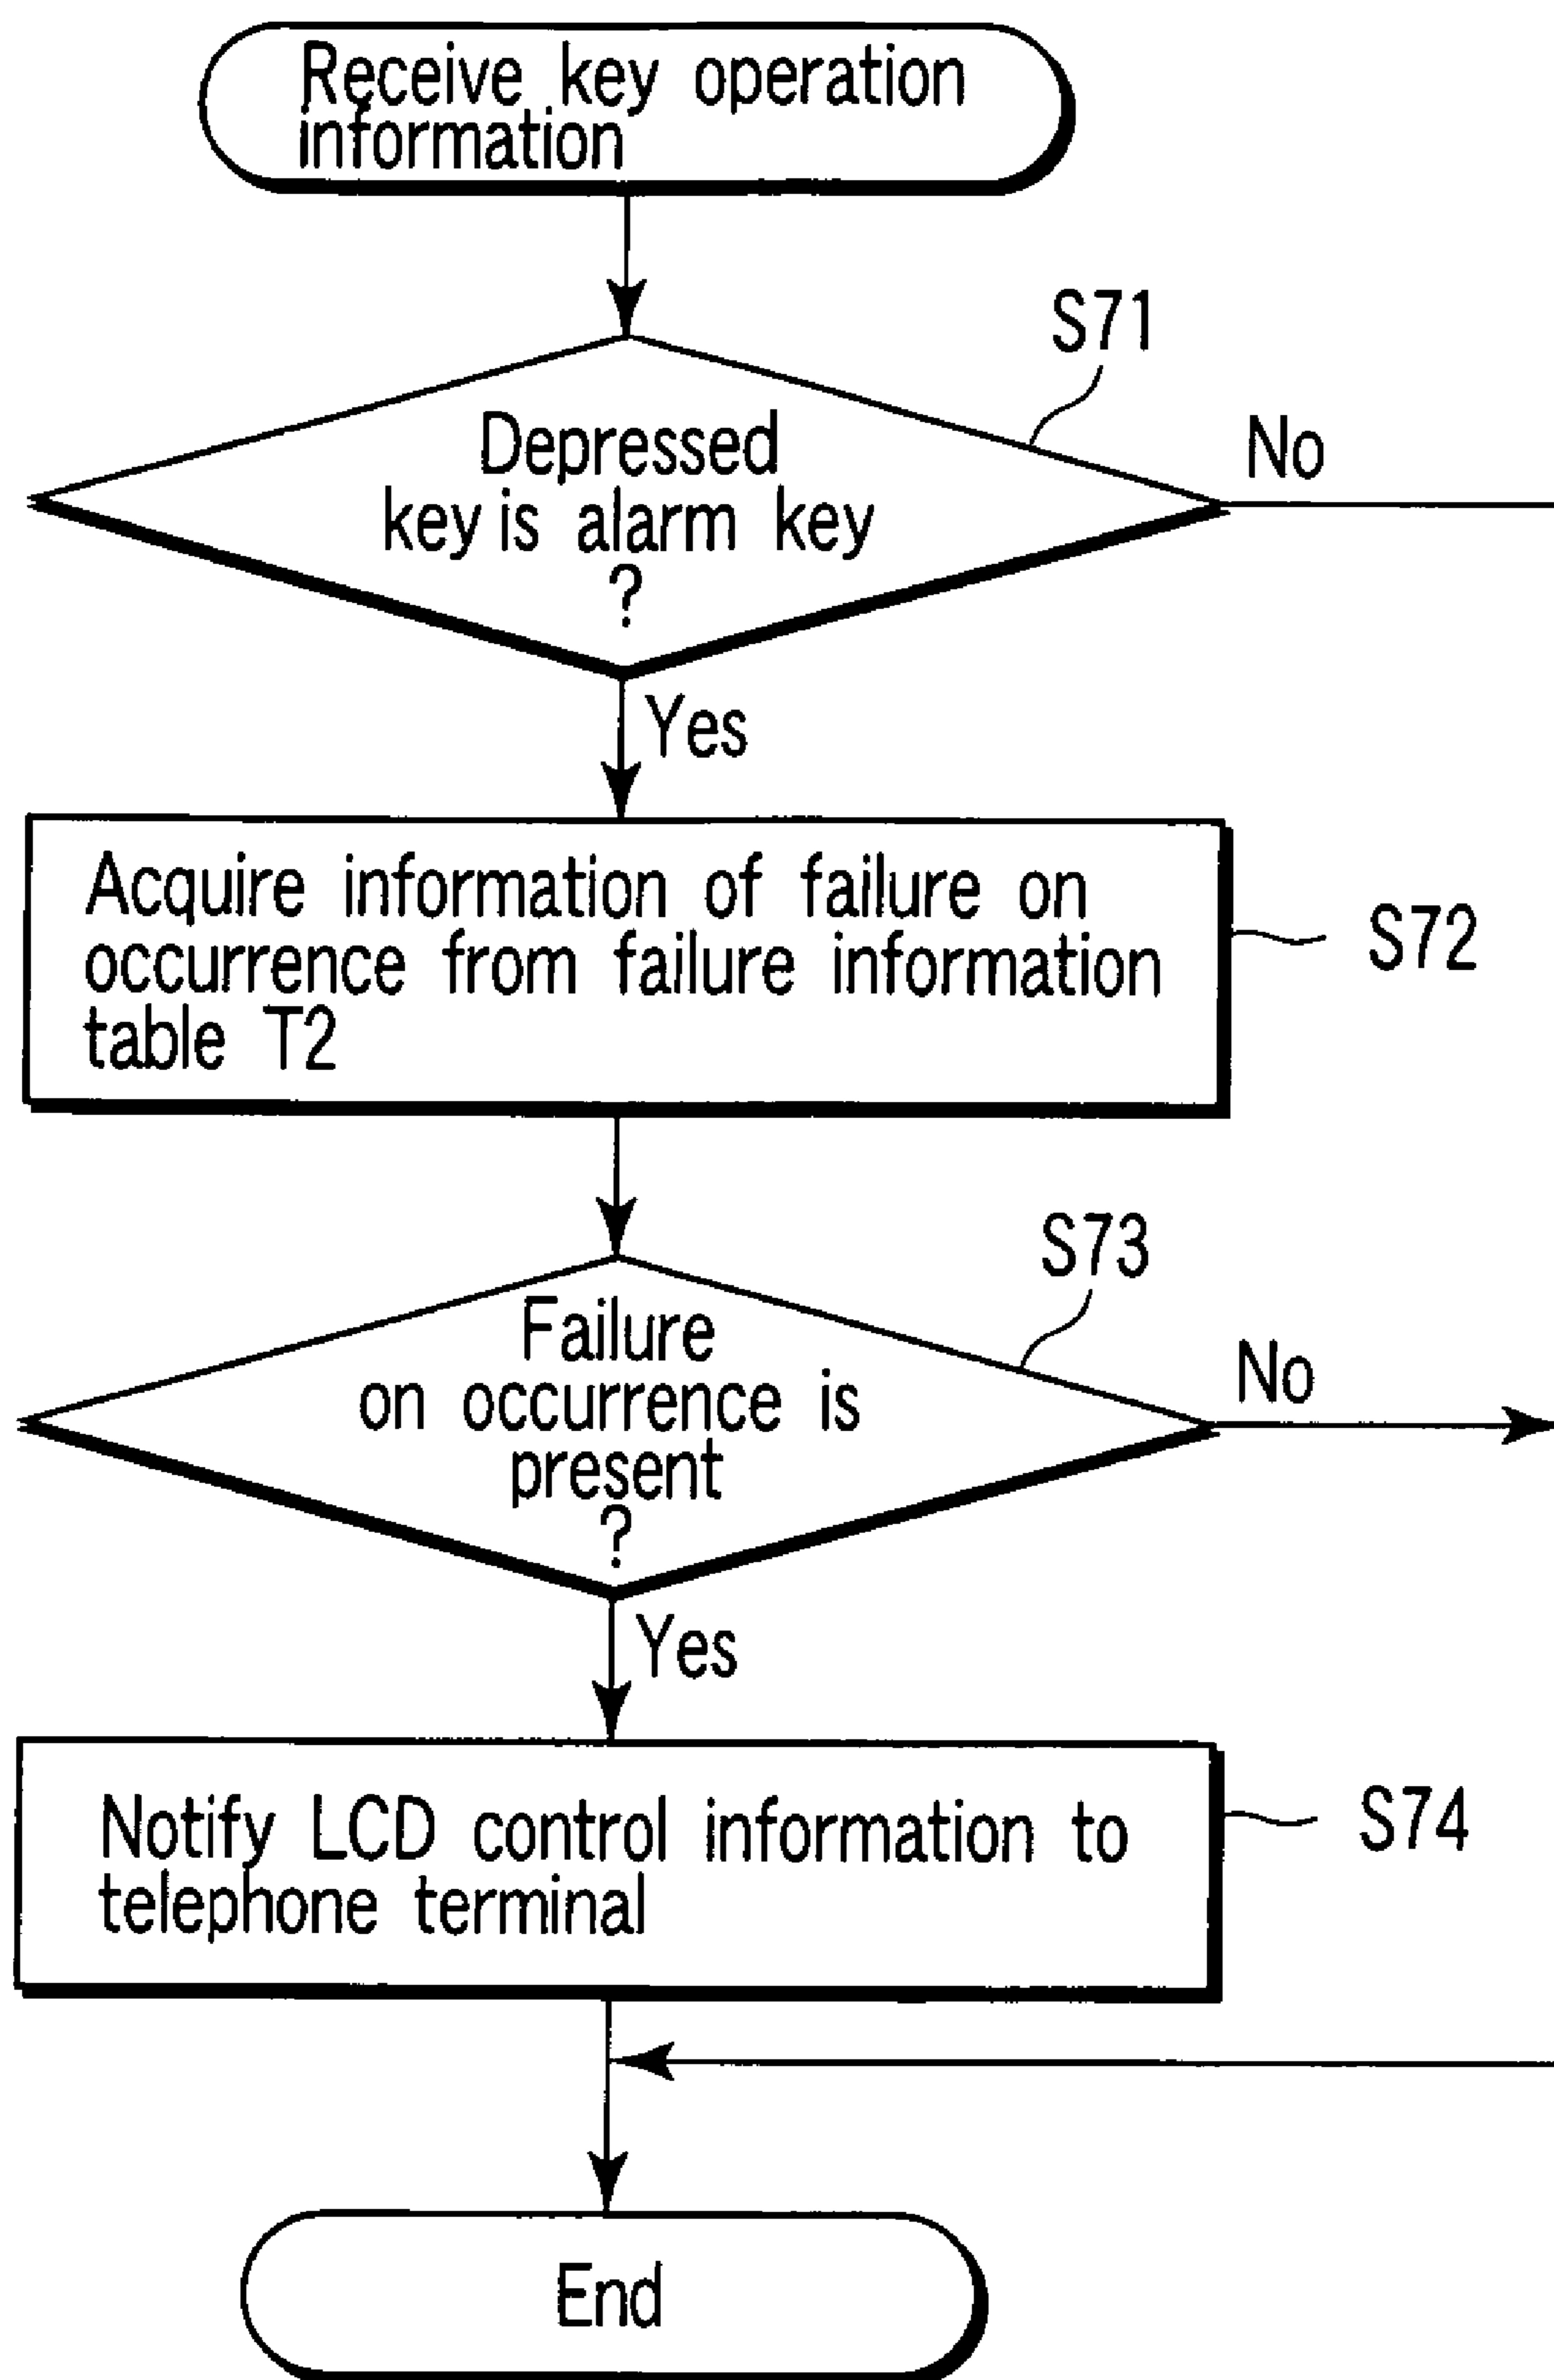 Receive key operation
information
S71
Depressed
key is alarm key
?
No
Yes
Acquire information of failure on
occurrence from failure information
table T2
S72
S73
Failure
on occurrence is
present
?
No
Yes
Notify LCD control information to
telephone terminal
S74
End